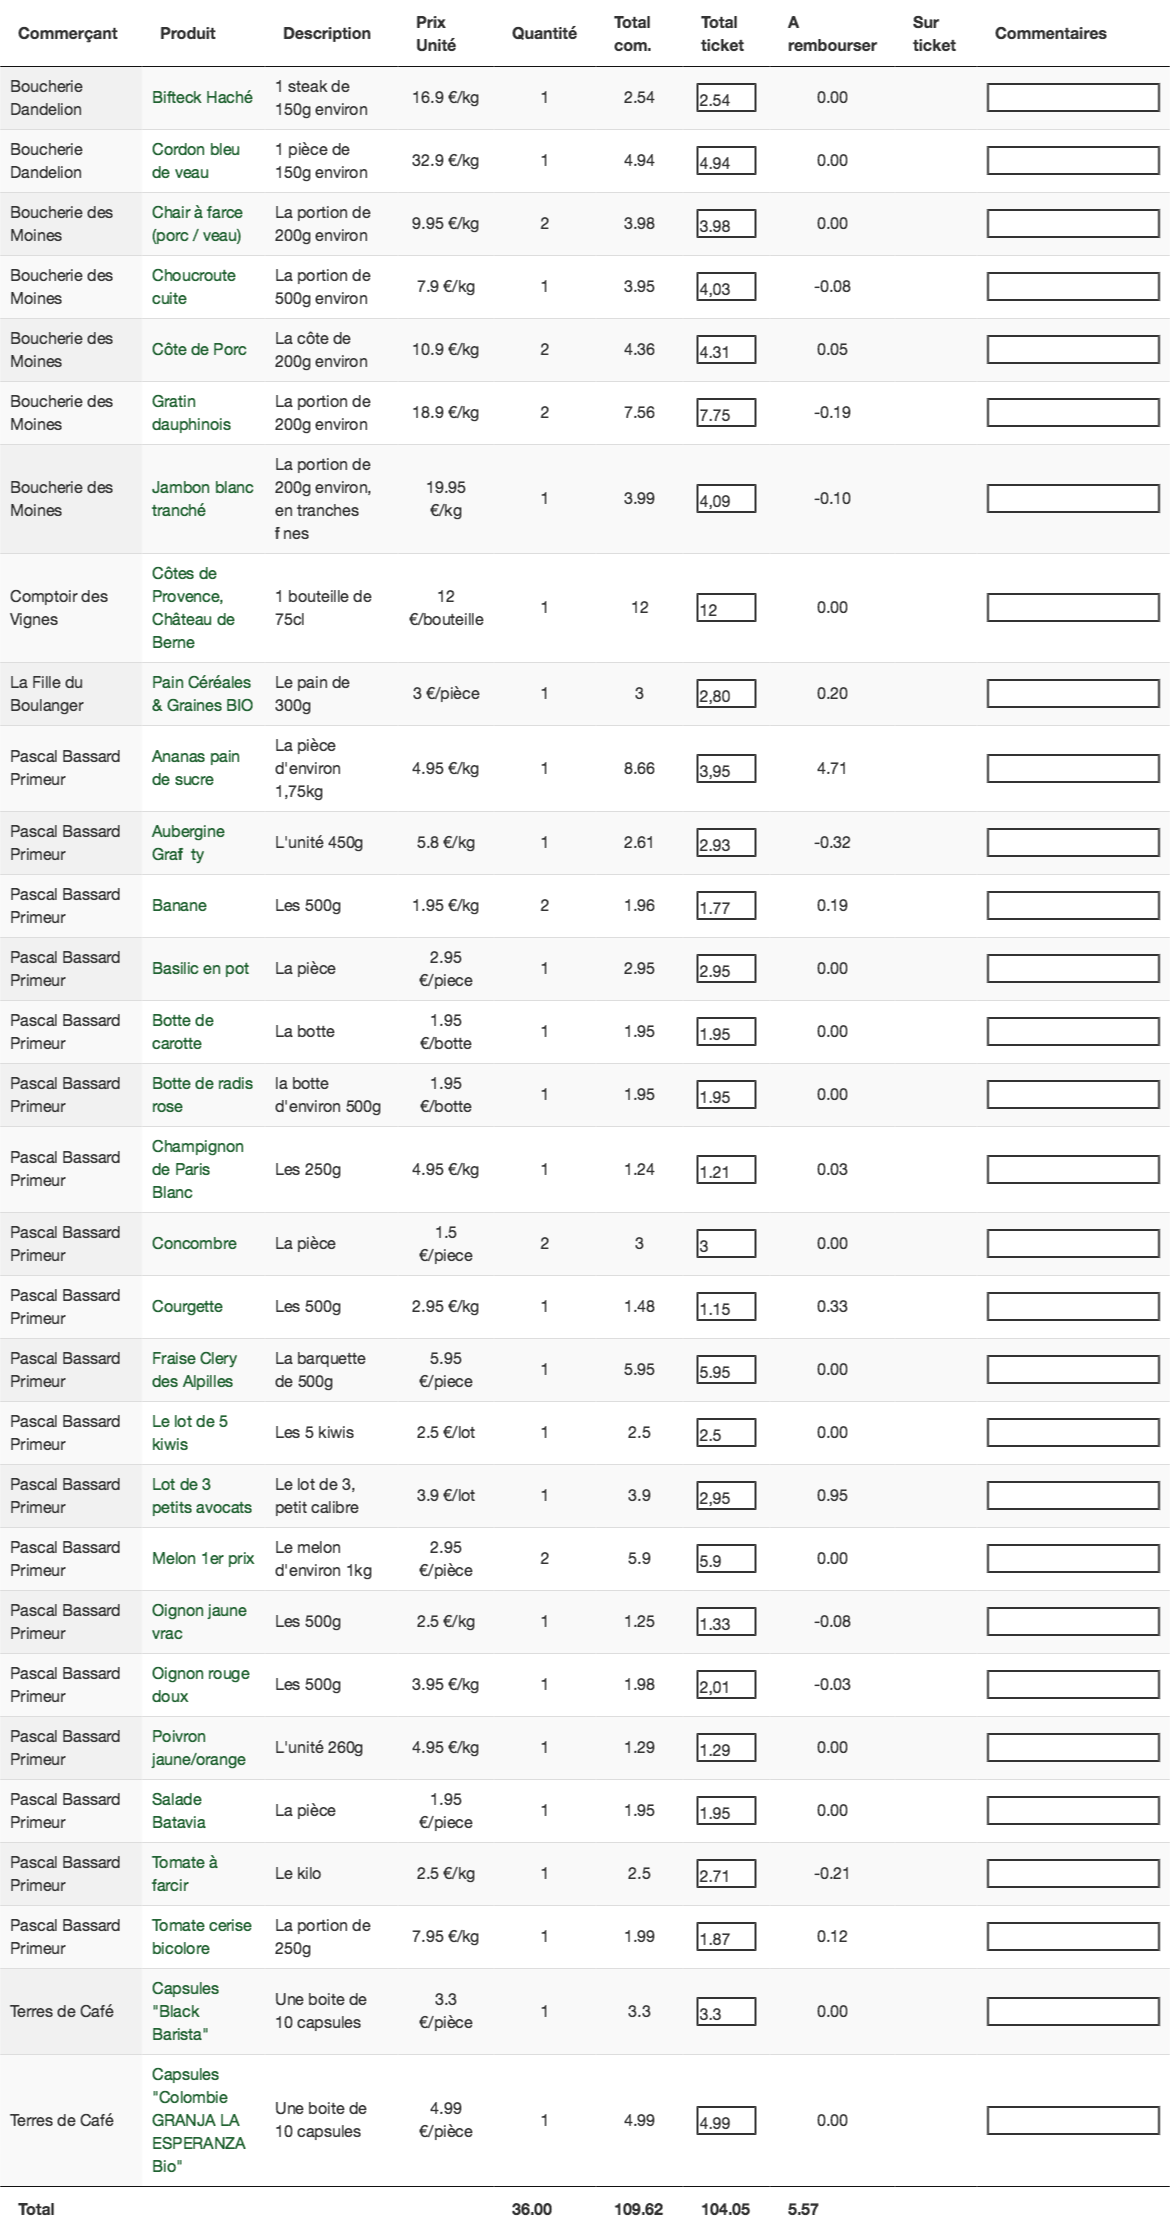 Commerçant Produit Description Prix Unité Quantité Total com. Total ticket A rembourser Sur ticket Commentaires
Boucherie Dandelion Bifteck Haché 1 steak de 150g environ 16.9 €/kg 1 2.54 2.54 0.00
Boucherie Dandelion Cordon bleu de veau 1 pièce de 150g environ 32.9 €/kg 1 4.94 4.94 0.00
Boucherie des Moines Chair à farce (porc / veau) La portion de 200g environ 9.95 €/kg 2 3.98 3.98 0.00
Boucherie des Moines Choucroute cuite La portion de 500g environ 7.9 €/kg 1 3.95 4,03 -0.08
Boucherie des Moines Côte de Porc La côte de 200g environ 10.9 €/kg 2 4.36 4.31 0.05
Boucherie des Moines Gratin dauphinois La portion de 200g environ 18.9 €/kg 2 7.56 7.75 -0.19
Boucherie des Moines Jambon blanc tranché La portion de 200g environ, en tranches f nes 19.95 €/kg 1 3.99 4,09 -0.10
Comptoir des Vignes Côtes de Provence, Château de Berne 1 bouteille de 75cl 12 €/bouteille 1 12 12 0.00
La Fille du Boulanger Pain Céréales & Graines BIO Le pain de 300g 3 €/pièce 1 3 2,80 0.20
Pascal Bassard Primeur Ananas pain de sucre La pièce d'environ 1,75kg 4.95 €/kg 1 8.66 3,95 4.71
Pascal Bassard Primeur Aubergine Graf ty L'unité 450g 5.8 €/kg 1 2.61 2.93 -0.32
Pascal Bassard Primeur Banane Les 500g 1.95 €/kg 2 1.96 1.77 0.19
Pascal Bassard Primeur Basilic en pot La pièce 2.95 €/piece 1 2.95 2.95 0.00
Pascal Bassard Primeur Botte de carotte La botte 1.95 €/botte 1 1.95 1.95 0.00
Pascal Bassard Primeur Botte de radis rose la botte d'environ 500g 1.95 €/botte 1 1.95 1.95 0.00
Pascal Bassard Primeur Champignon de Paris Blanc Les 250g 4.95 €/kg 1 1.24 1.21 0.03
Pascal Bassard Primeur Concombre La pièce 1.5 €/piece 2 3 3 0.00
Pascal Bassard Primeur Courgette Les 500g 2.95 €/kg 1 1.48 1.15 0.33
Pascal Bassard Primeur Fraise Clery des Alpilles La barquette de 500g 5.95 €/piece 1 5.95 5.95 0.00
Pascal Bassard Primeur Le lot de 5 kiwis Les 5 kiwis 2.5 €/lot 1 2.5 2.5 0.00
Pascal Bassard Primeur Lot de 3 petits avocats Le lot de 3, petit calibre 3.9 €/lot 1 3.9 2,95 0.95
Pascal Bassard Primeur Melon 1er prix Le melon d'environ 1kg 2.95 €/pièce 2 5.9 5.9 0.00
Pascal Bassard Primeur Oignon jaune vrac Les 500g 2.5 €/kg 1 1.25 1.33 -0.08
Pascal Bassard Primeur Oignon rouge doux Les 500g 3.95 €/kg 1 1.98 2,01 -0.03
Pascal Bassard Primeur Poivron jaune/orange L'unité 260g 4.95 €/kg 1 1.29 1.29 0.00
Pascal Bassard Primeur Salade Batavia La pièce 1.95 €/piece 1 1.95 1.95 0.00
Pascal Bassard Primeur Tomate à farcir Le kilo 2.5 €/kg 1 2.5 2.71 -0.21
Pascal Bassard Primeur Tomate cerise bicolore La portion de 250g 7.95 €/kg 1 1.99 1.87 0.12
Terres de Café Capsules "Black Barista" Une boite de 10 capsules 3.3 €/pièce 1 3.3 3.3 0.00
Terres de Café Capsules "Colombie GRANJA LA ESPERANZA Bio" Une boite de 10 capsules 4.99 €/pièce 1 4.99 4.99 0.00
Total 36.00 109.62 104.05 5.57